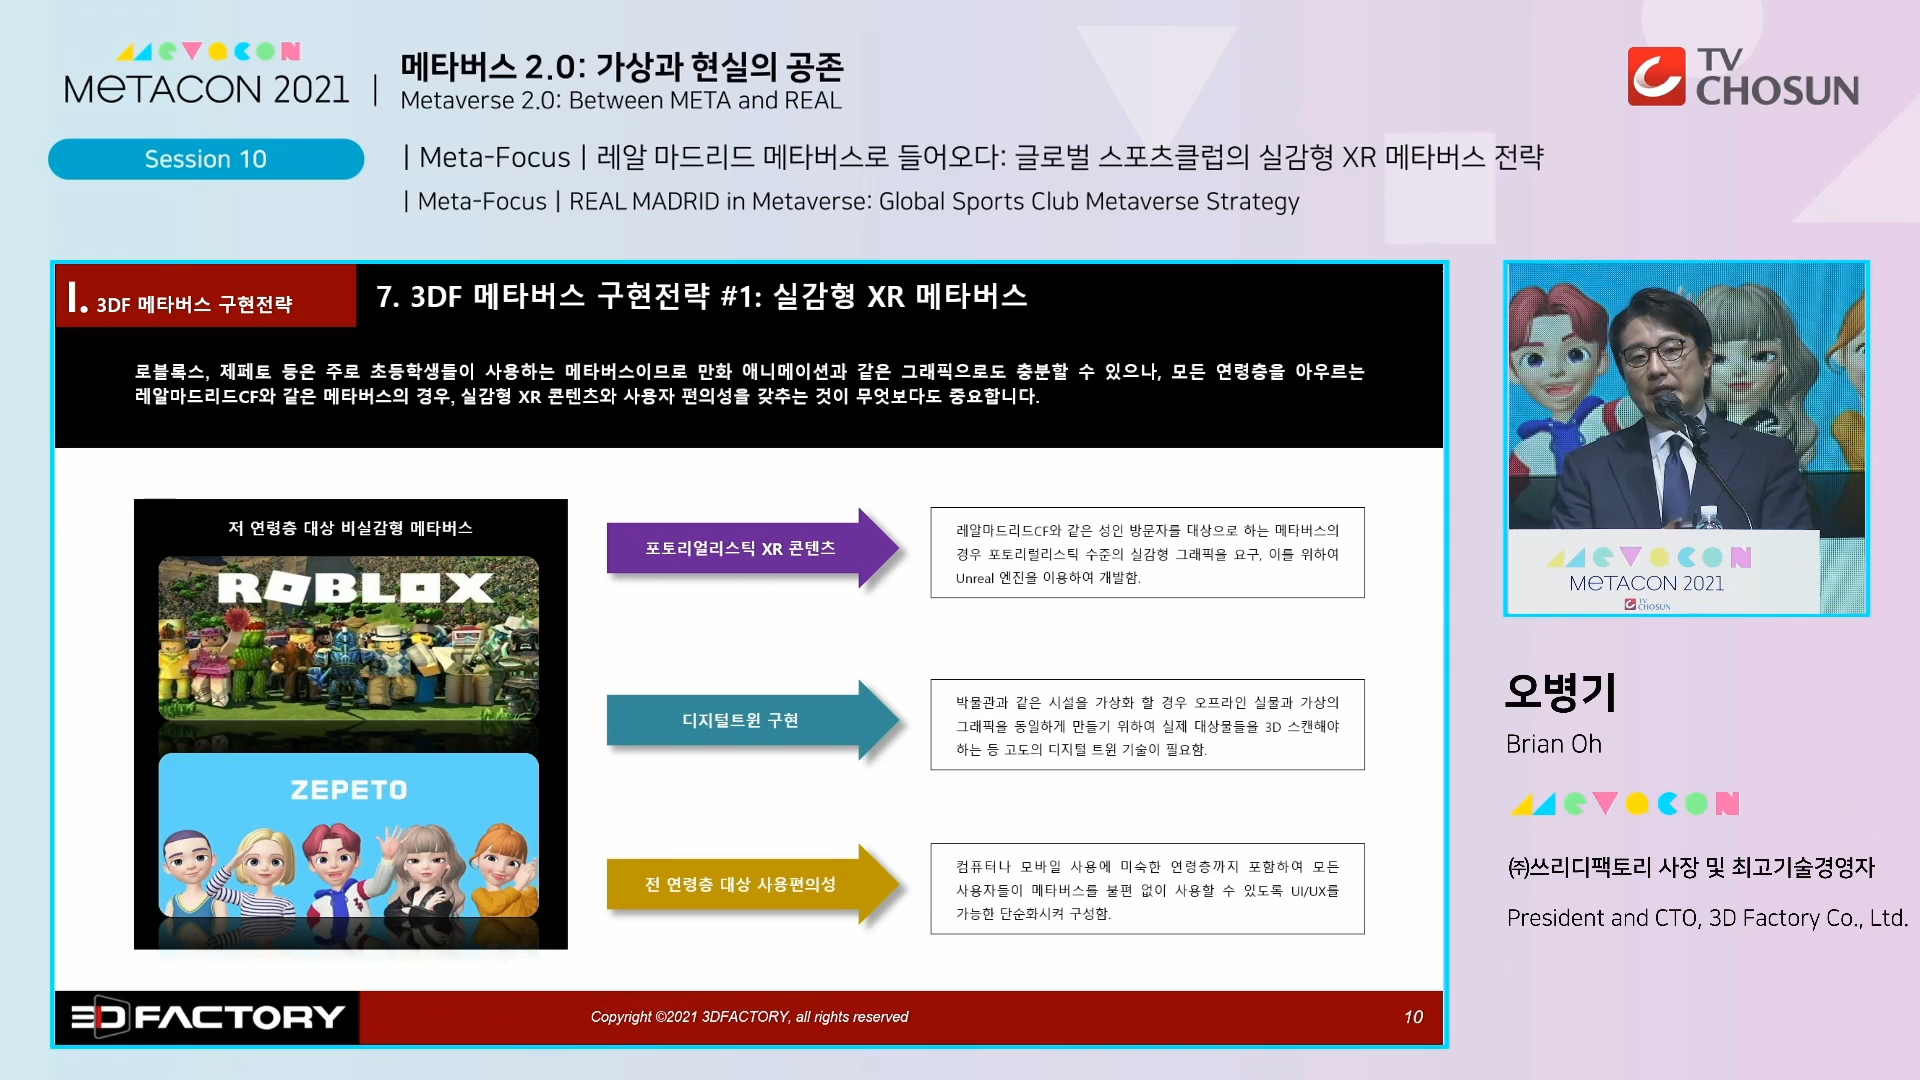 METACON
METACON 2021
메타버스 2.0: 가상과 현실의 공존
Metaverse 2.0: Between META and REAL
TV
CHOSUN
Session 10
| Meta-Focus | 레알 마드리드 메타버스로 들어오다: 글로벌 스포츠클럽의 실감형 XR 메타버스 전략
| Meta-Focus | REAL MADRID in Metaverse: Global Sports Club Metaverse Strategy
I. 3DF 메타버스 구현전략
7. 3DF 메타버스 구현전략 #1: 실감형 XR 메타버스
로블록스, 제페토 등은 주로 초등학생들이 사용하는 메타버스이므로 만화 애니메이션과 같은 그래픽으로도 충분할 수 있으나, 모든 연령층을 아우르는
레알마드리드CF와 같은 메타버스의 경우, 실감형 XR 콘텐츠와 사용자 편의성을 갖추는 것이 무엇보다도 중요합니다.
저 연령층 대상 비실감형 메타버스
ROBLOX
ZEPETO
포토리얼리스틱 XR 콘텐츠
레알마드리드CF와 같은 성인 방문자를 대상으로 하는 메타버스의
경우 포토리럴리스틱 수준의 실감형 그래픽을 요구, 이를 위하여
Unreal 엔진을 이용하여 개발함.
디지털트윈 구현
박물관과 같은 시설을 가상화 할 경우 오프라인 실물과 가상의
그래픽을 동일하게 만들기 위하여 실제 대상물들을 3D 스캔해야
하는 등 고도의 디지털 트윈 기술이 필요함.
전 연령층 대상 사용편의성
컴퓨터나 모바일 사용에 미숙한 연령층까지 포함하여 모든
사용자들이 메타버스를 불편 없이 사용할 수 있도록 UI/UX를
가능한 단순화시켜 구성함.
3DFACTORY
Copyright ©2021 3DFACTORY, all rights reserved
10
METACON
METACON 2021
TV
CHOSUN
오병기
Brian Oh
METACON
㈜쓰리디팩토리 사장 및 최고기술경영자
President and CTO, 3D Factory Co., Ltd.